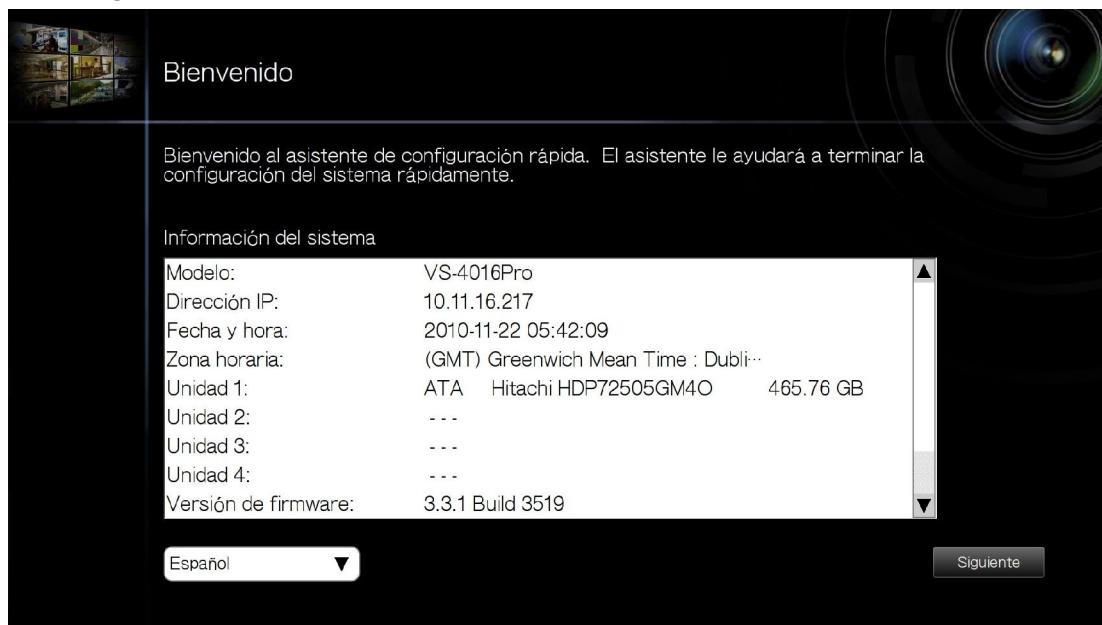 Bienvenido
Bienvenido al asistente de configuración rápida. El asistente le ayudará a terminar la
configuración del sistema rápidamente.
Información del sistema
Modelo: VS-4016Pro
Dirección IP: 10.11.16.217
Fecha y hora: 2010-11-22 05:42:09
Zona horaria: (GMT) Greenwich Mean Time : Dubli···
Unidad 1: ATA Hitachi HDP72505GM4O 465.76 GB
Unidad 2: ---
Unidad 3: ---
Unidad 4: ---
Versión de firmware: 3.3.1 Build 3519
Español ▼ Siguiente